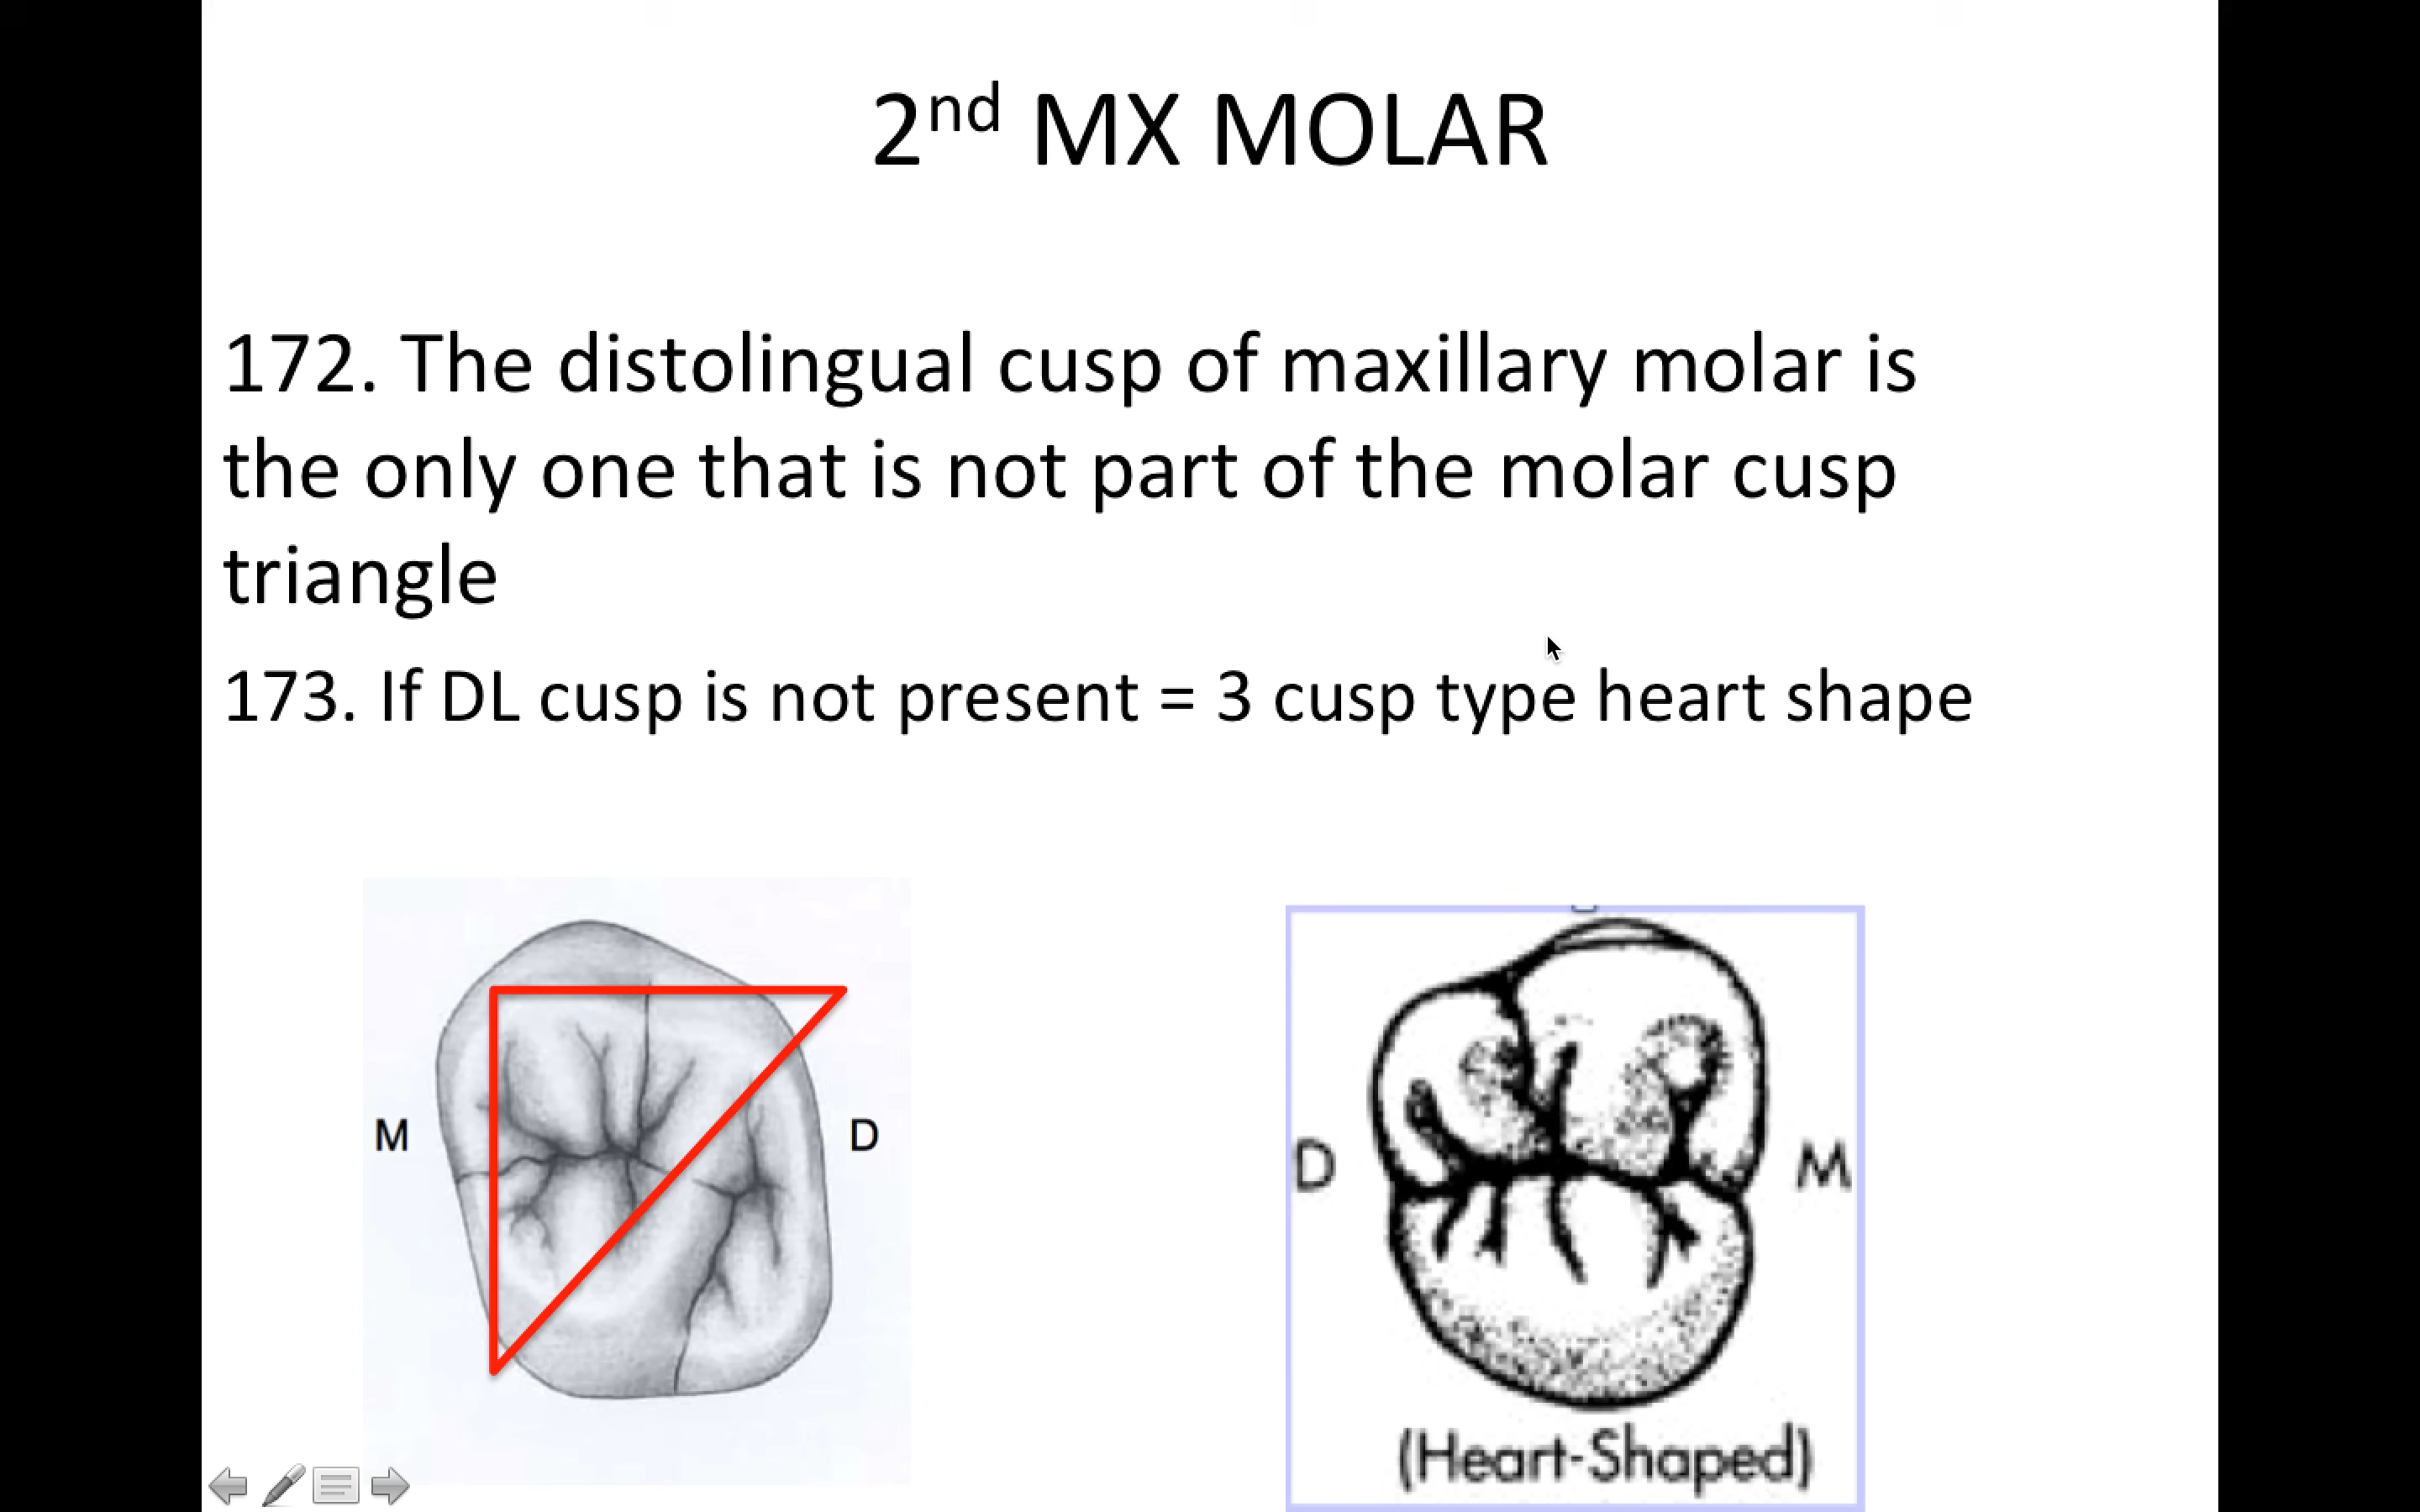 2nd MX MOLAR
172. The distolingual cusp of maxillary molar is
the only one that is not part of the molar cusp
triangle
173. If DL cusp is not present = 3 cusp type heart shape
M
D
D
M
(Heart-Shaped)